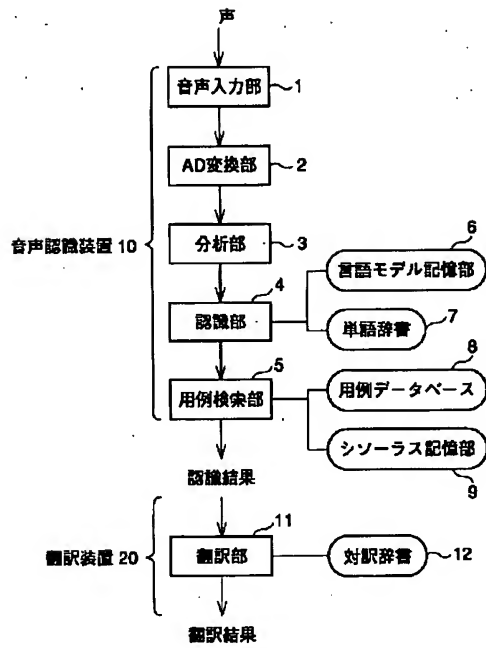 声
音声入力部 1
AD変換部 2
分析部 3
音声認識装置 10
6
言語モデル記憶部
4
認識部
7
単語辞書
8
5
用例検索部
用例データベース
シソーラス記憶部
9
認識結果
11
翻訳装置 20
翻訳部
対訳辞書 12
翻訳結果